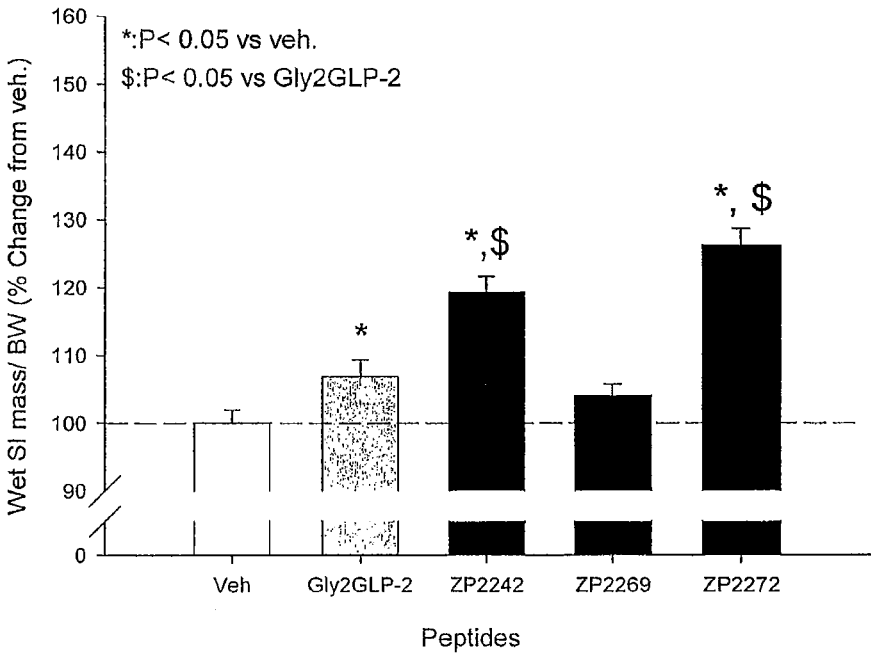 160
*:P< 0.05 vs veh.
150
$:P< 0.05 vs Gly2GLP-2
140
130
*, $
*,$
120
*
110
100
90
0
Wet SI mass/ BW (% Change from veh.)
Veh Gly2GLP-2 ZP2242 ZP2269 ZP2272
Peptides